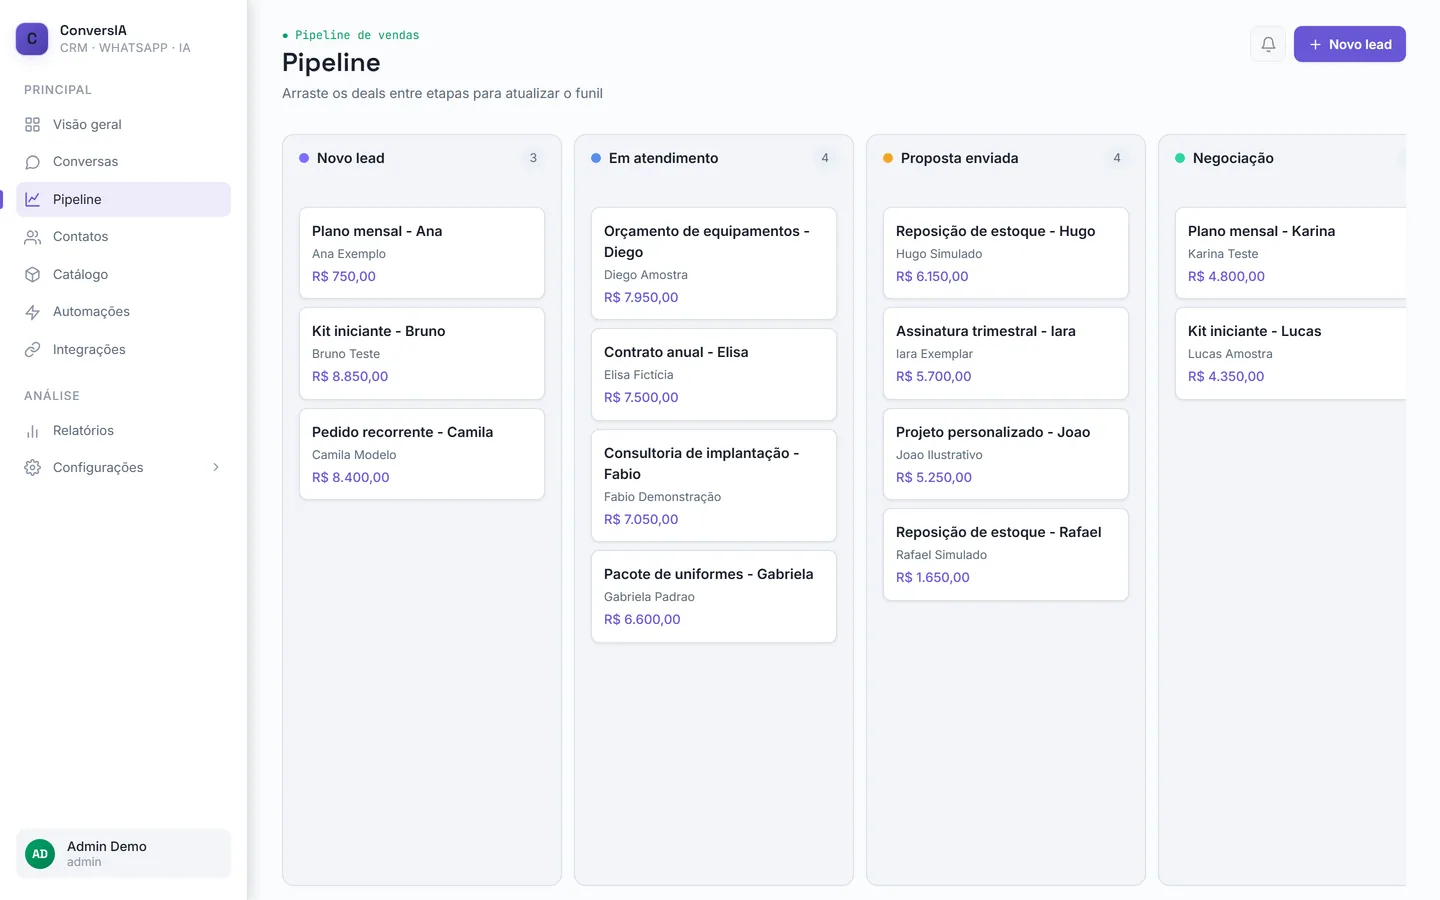 C
ConversIA
CRM · WHATSAPP · IA
PRINCIPAL
Visão geral
Conversas
Pipeline
Contatos
Catálogo
Automações
Integrações
ANÁLISE
Relatórios
Configurações
AD
Admin Demo
admin
Pipeline de vendas
Pipeline
Arraste os deals entre etapas para atualizar o funil
Novo lead
Novo lead 3
Plano mensal - Ana
Ana Exemplo
R$ 750,00
Kit iniciante - Bruno
Bruno Teste
R$ 8.850,00
Pedido recorrente - Camila
Camila Modelo
R$ 8.400,00
Em atendimento 4
Orçamento de equipamentos -
Diego
Diego Amostra
R$ 7.950,00
Contrato anual - Elisa
Elisa Fictícia
R$ 7.500,00
Consultoria de implantação -
Fabio
Fabio Demonstração
R$ 7.050,00
Pacote de uniformes - Gabriela
Gabriela Padrao
R$ 6.600,00
Proposta enviada 4
Reposição de estoque - Hugo
Hugo Simulado
R$ 6.150,00
Assinatura trimestral - Iara
Iara Exemplar
R$ 5.700,00
Projeto personalizado - Joao
Joao Ilustrativo
R$ 5.250,00
Reposição de estoque - Rafael
Rafael Simulado
R$ 1.650,00
Negociação
Plano mensal - Karina
Karina Teste
R$ 4.800,00
Kit iniciante - Lucas
Lucas Amostra
R$ 4.350,00